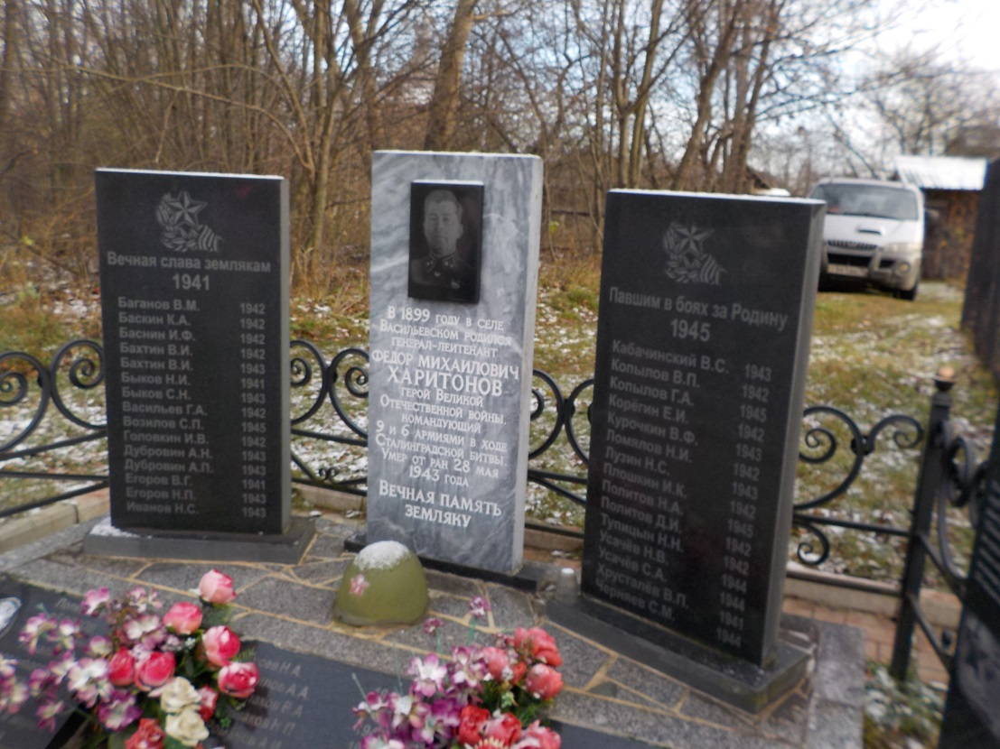 Вечная слава землякам
1941
Баганов В.М. 1942
Баскин К.А. 1942
Баснин И.Ф. 1942
Бахтин В.И. 1942
Бахтин В.И. 1943
Быков Н.И. 1941
Быков С.Н. 1943
Васильев Г.А. 1942
Возилов С.П. 1945
Головкин И.В. 1942
Дубровин А.Н. 1943
Дубровин А.П. 1943
Егоров В.Г. 1941
Егоров Н.П. 1943
Иванов Н.С. 1943
В 1899 году в селе
Васильевском родился
генерал-лейтенант
Федор Михайлович
Харитонов
герой Великой
Отечественной войны,
командующий
9 и 6 армиями в ходе
Сталинградской битвы.
Умер от ран 28 мая
1943 года
Вечная память
земляку
Павшим в боях за Родину
1945
Кабачинский В.С. 1943
Копылов В.П. 1942
Копылов Г.А. 1945
Корёгин Е.И. 1942
Курочкин В.Ф. 1943
Ломялов Н.И. 1942
Лузин Н.С. 1943
Плошкин И.К. 1942
Политов Н.А. 1945
Политов Д.И. 1942
Тупицын Н.Н. 1942
Усачёв Н.В. 1944
Усачёв С.А. 1944
Хрусталёв В.П. 1941
Черняев С.М. 1944